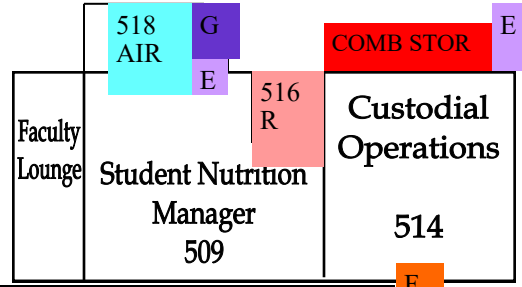 518
AIR
G
E
COMB STOR
E
516
R
Faculty
Lounge
Student Nutrition
Manager
509
Custodial
Operations
514